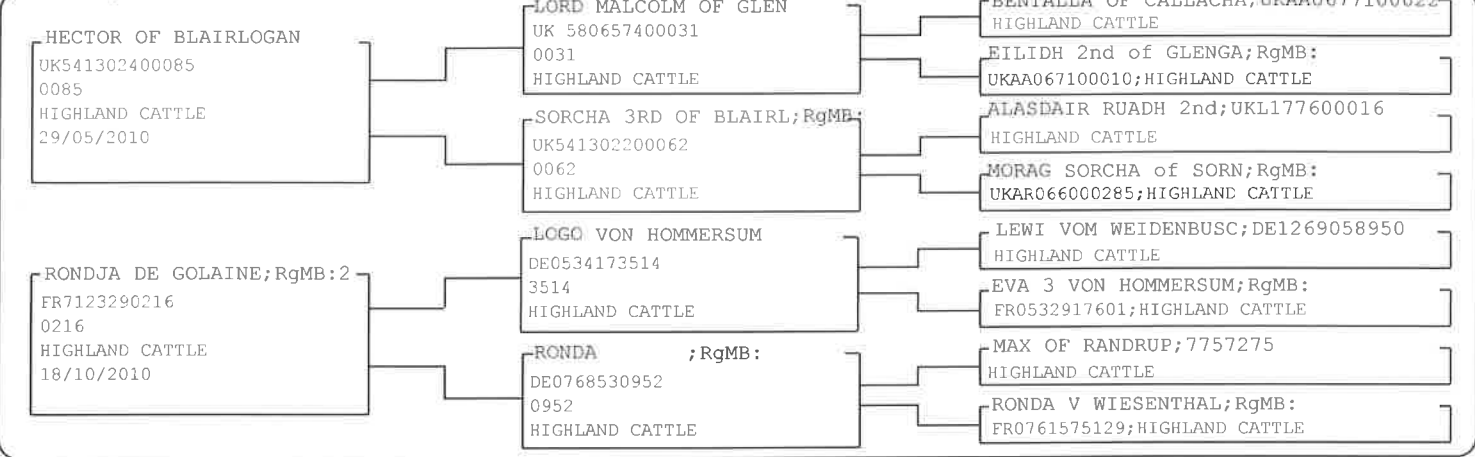 HECTOR OF BLAIRLOGAN
UK541302400085
0085
HIGHLAND CATTLE
29/05/2010
RONDJA DE GOLAINE;RgMB:2
FR7123290216
0216
HIGHLAND CATTLE
18/10/2010
LORD MALCOLM OF GLEN
UK 580657400031
0031
HIGHLAND CATTLE
SORCHA 3RD OF BLAIRL;RgMB:
UK541302200062
0062
HIGHLAND CATTLE
LOGO VON HOMMERSUM
DE0534173514
3514
HIGHLAND CATTLE
RONDA ;RgMB:
DE0768530952
0952
HIGHLAND CATTLE
BENTALLA OF CALLACHA;UKAA0677100022
HIGHLAND CATTLE
EILIDH 2nd of GLENGA;RgMB:
UKAA067100010;HIGHLAND CATTLE
ALASDAIR RUADH 2nd;UKL177600016
HIGHLAND CATTLE
MORAG SORCHA of SORN;RgMB:
UKAR066000285;HIGHLAND CATTLE
LEWI VOM WEIDENBUSC;DE1269058950
HIGHLAND CATTLE
EVA 3 VON HOMMERSUM;RgMB:
FR0532917601;HIGHLAND CATTLE
MAX OF RANDRUP;7757275
HIGHLAND CATTLE
RONDA V WIESENTHAL;RgMB:
FR0761575129;HIGHLAND CATTLE